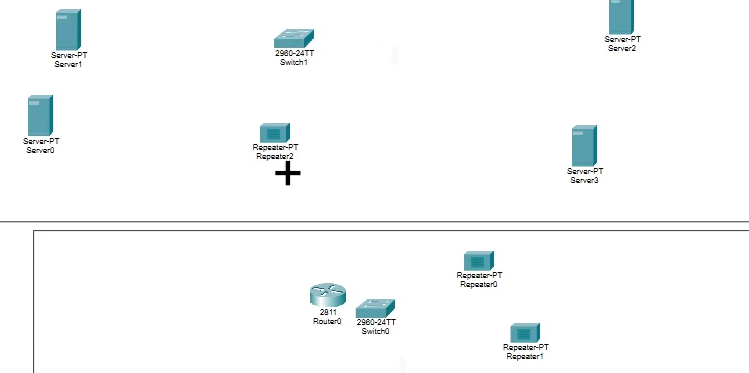 Server-PT
Server1
2960-24TT
Switch1
Server-PT
Server2
Server-PT
Server0
Repeater-PT
Repeater2
Server-PT
Server3
Repeater-PT
Repeater0
2811
Router0
2960-24TT
Switch0
Repeater-PT
Repeater1